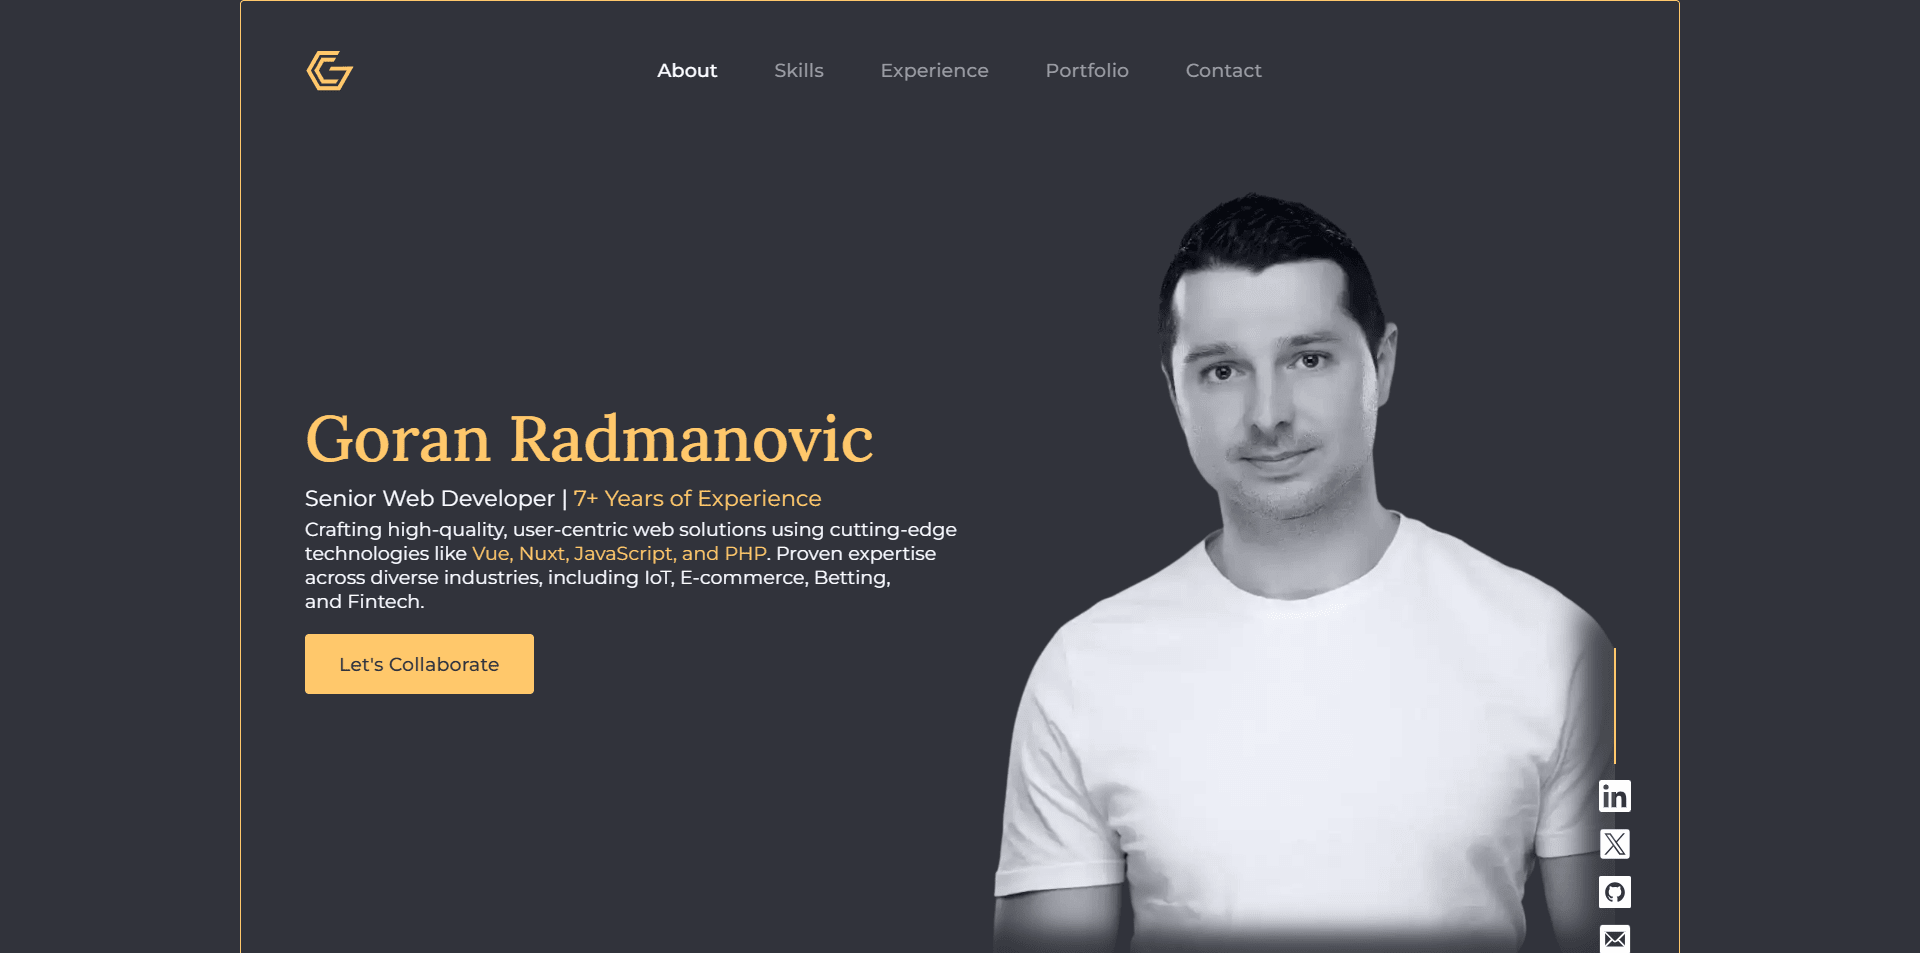 About Skills Experience Portfolio Contact
Goran Radmanovic
Senior Web Developer | 7+ Years of Experience
Crafting high-quality, user-centric web solutions using cutting-edge
technologies like Vue, Nuxt, JavaScript, and PHP. Proven expertise
across diverse industries, including IoT, E-commerce, Betting,
and Fintech.
Let's Collaborate
in
X